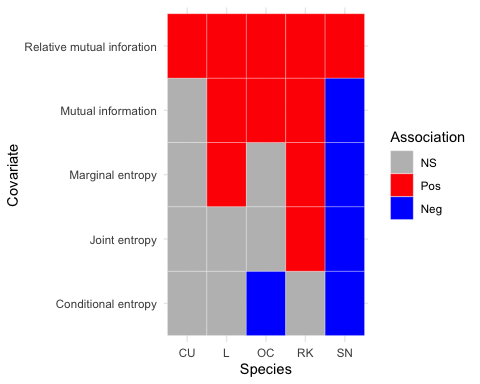 Relative mutual inforation
Mutual information
Marginal entropy
Joint entropy
Conditional entropy
Covariate
CU L OC RK SN
Species
Association
NS
Pos
Neg